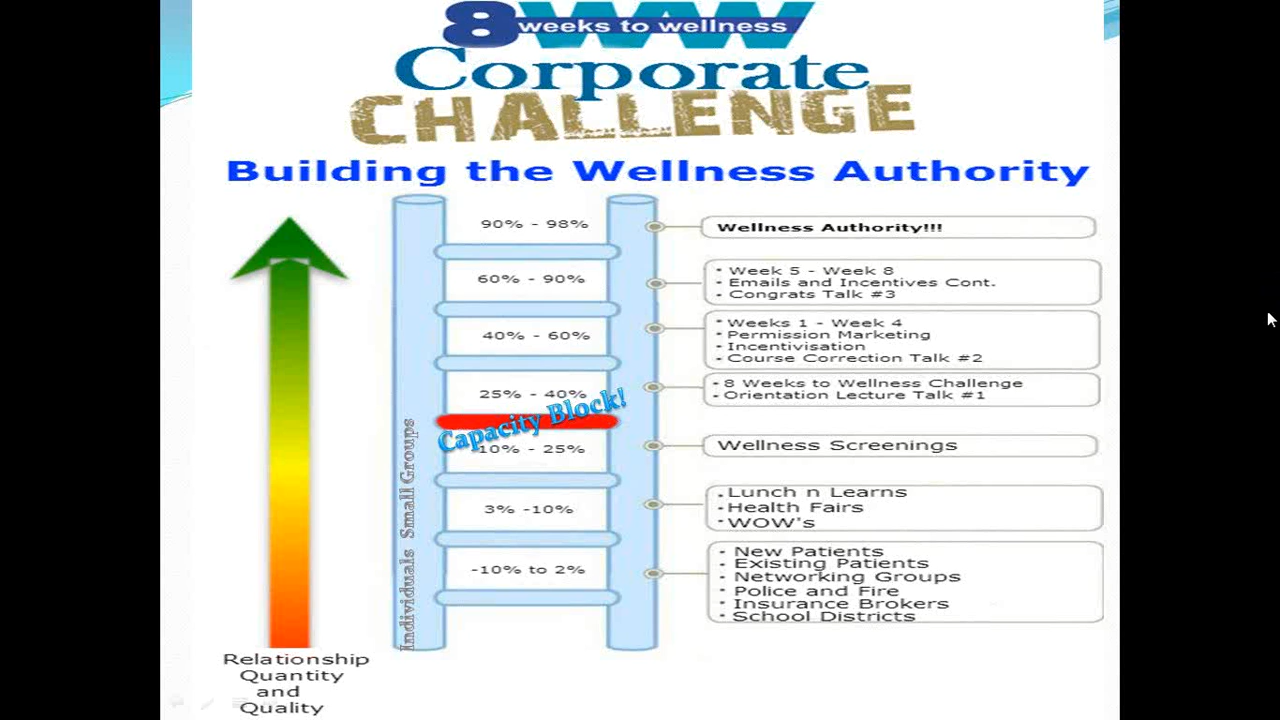 8WW
weeks to wellness
Corporate
CHALLENGE
Building the Wellness Authority
90% - 98%
Wellness Authority!!!
60% - 90%
· Week 5 - Week 8
· Emails and Incentives Cont.
· Congrats Talk #3
40% - 60%
· Weeks 1 - Week 4
· Permission Marketing
· Incentivisation
· Course Correction Talk #2
25% - 40%
· 8 Weeks to Wellness Challenge
· Orientation Lecture Talk #1
Capacity Block!
10% - 25%
Wellness Screenings
3% -10%
· Lunch n Learns
· Health Fairs
· WOW's
-10% to 2%
· New Patients
· Existing Patients
· Networking Groups
· Police and Fire
· Insurance Brokers
· School Districts
Individuals Small Groups
Relationship
Quantity
and
Quality